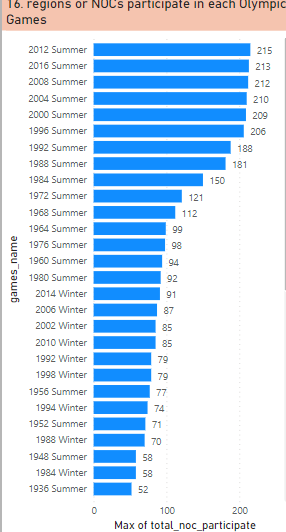 16. regions or NOCs participate in each Olympic
Games
2012 Summer 215
2016 Summer 213
2008 Summer 212
2004 Summer 210
2000 Summer 209
1996 Summer 206
1992 Summer 188
1988 Summer 181
1984 Summer 150
1972 Summer 121
1968 Summer 112
1964 Summer 99
1976 Summer 98
1960 Summer 94
1980 Summer 92
2014 Winter 91
2006 Winter 87
2002 Winter 85
2010 Winter 85
1992 Winter 79
1998 Winter 79
1956 Summer 77
1994 Winter 74
1952 Summer 71
1988 Winter 70
1948 Summer 58
1984 Winter 58
1936 Summer 52
games_name
0 100 200
Max of total_noc_participate